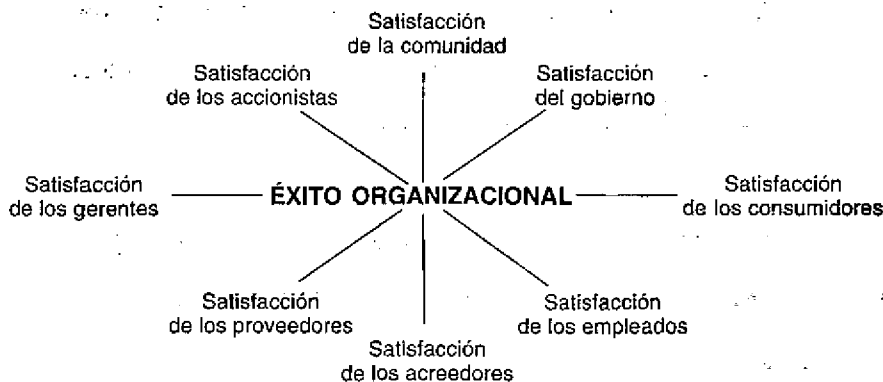 Satisfacción
de la comunidad
Satisfacción
de los accionistas
Satisfacción
del gobierno
Satisfacción
de los gerentes
ÉXITO ORGANIZACIONAL
Satisfacción
de los consumidores
Satisfacción
de los proveedores
Satisfacción
de los empleados
Satisfacción
de los acreedores